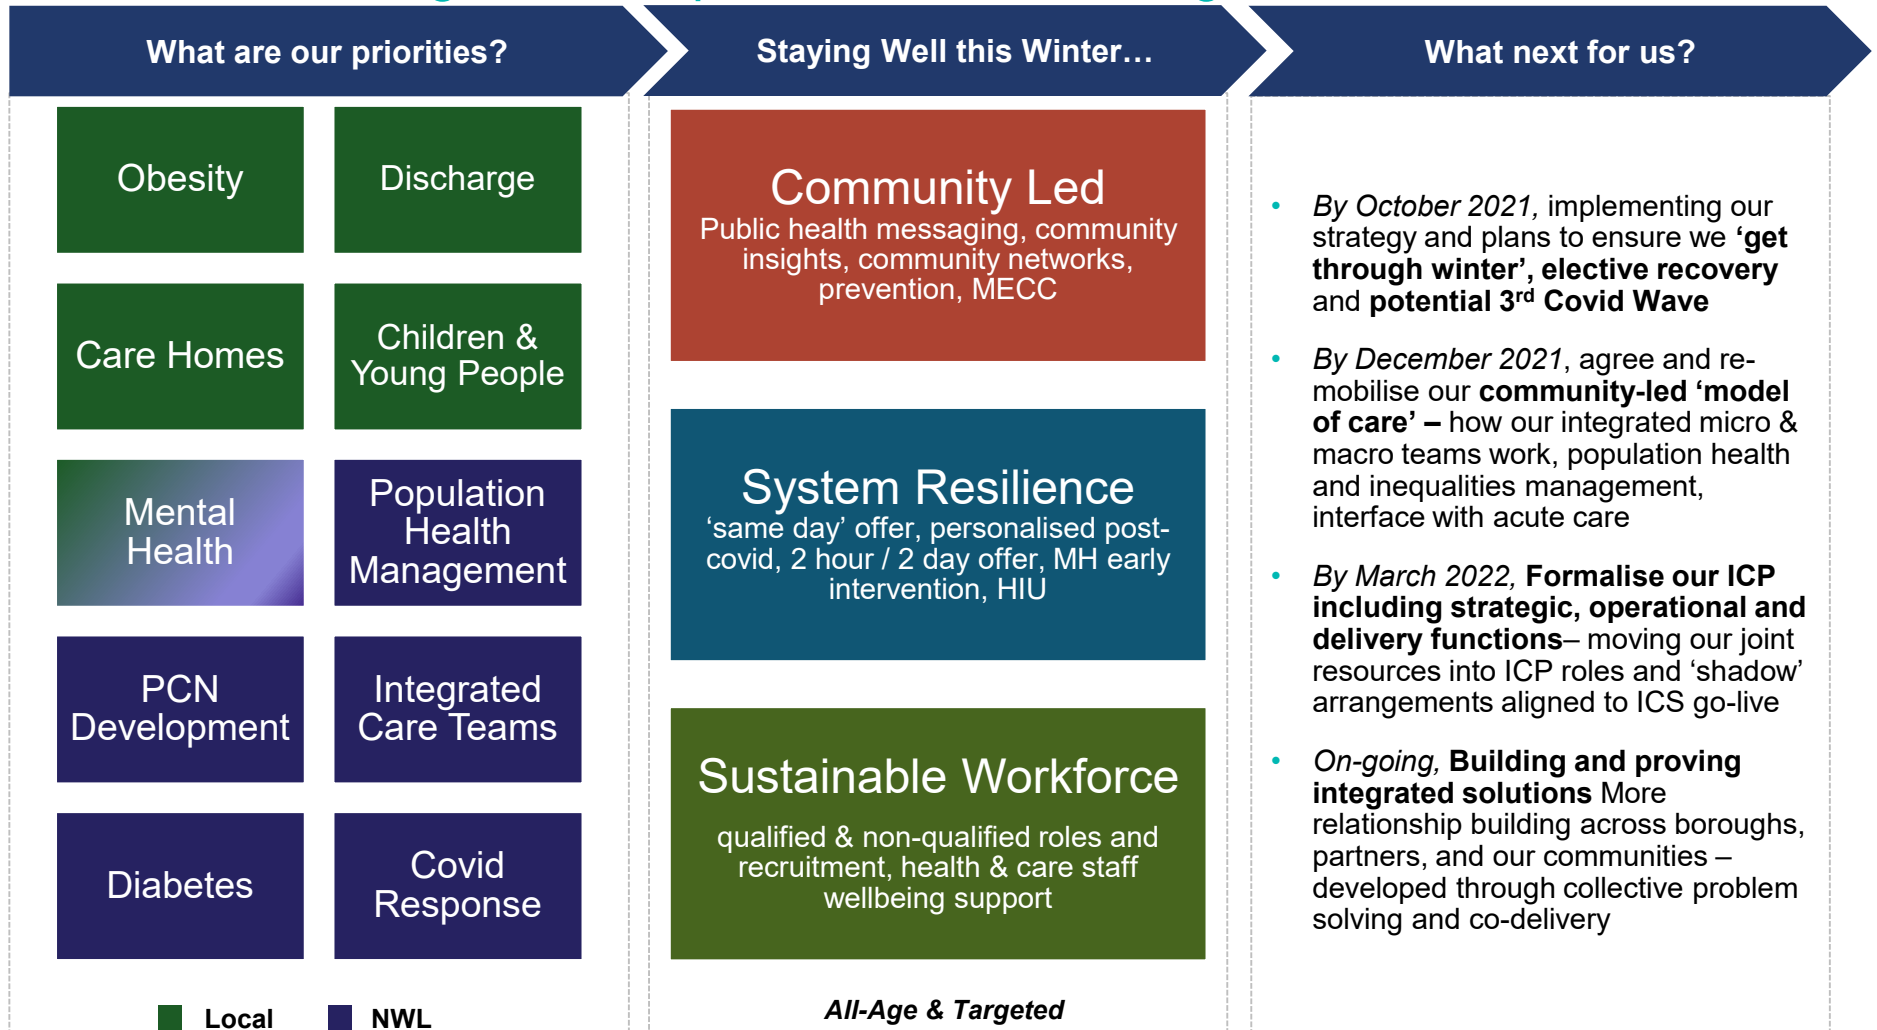 What are our priorities?
Obesity
Discharge
Care Homes
Children &
Young People
Mental
Health
Population
Health
Management
PCN
Development
Integrated
Care Teams
Diabetes
Covid
Response
Local
NWL
Staying Well this Winter…
Community Led
Public health messaging, community
insights, community networks,
prevention, MECC
System Resilience
‘same day’ offer, personalised post-
covid, 2 hour / 2 day offer, MH early
intervention, HIU
Sustainable Workforce
qualified & non-qualified roles and
recruitment, health & care staff
wellbeing support
All-Age & Targeted
What next for us?
• By October 2021, implementing our
strategy and plans to ensure we ‘get
through winter’, elective recovery
and potential 3rd Covid Wave
• By December 2021, agree and re-
mobilise our community-led ‘model
of care’ – how our integrated micro &
macro teams work, population health
and inequalities management,
interface with acute care
• By March 2022, Formalise our ICP
including strategic, operational and
delivery functions– moving our joint
resources into ICP roles and ‘shadow’
arrangements aligned to ICS go-live
• On-going, Building and proving
integrated solutions More
relationship building across boroughs,
partners, and our communities –
developed through collective problem
solving and co-delivery